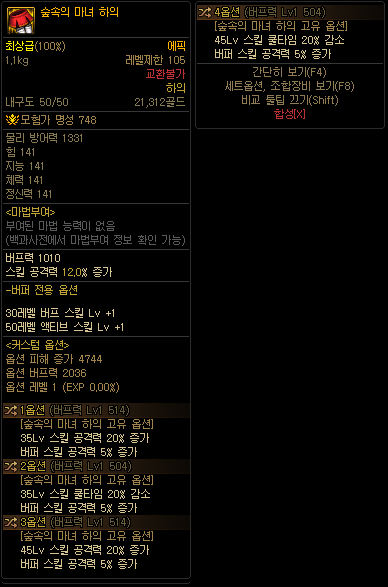 숲속의 마녀 하의
최상급(100%) 에픽
1,1kg 레벨제한 105
교환불가
하의
내구도 50/50 21,312골드
모험가 명성 748
물리 방어력 1331
힘 141
지능 141
체력 141
정신력 141
<마법부여>
부여된 마법 능력이 없음
(백과사전에서 마법부여 정보 확인 가능)
버프력 1010
스킬 공격력 12,0% 증가
-버퍼 전용 옵션
30레벨 버프 스킬 Lv +1
50레벨 액티브 스킬 Lv +1
<커스텀 옵션>
옵션 피해 증가 4744
옵션 버프력 2036
옵션 레벨 1 (EXP 0,00%)
1옵션 (버프력 Lv1 514)
[숲속의 마녀 하의 고유 옵션]
35Lv 스킬 공격력 20% 증가
버퍼 스킬 공격력 5% 증가
2옵션 (버프력 Lv1 504)
[숲속의 마녀 하의 고유 옵션]
35Lv 스킬 쿨타임 20% 감소
버퍼 스킬 공격력 5% 증가
3옵션 (버프력 Lv1 514)
[숲속의 마녀 하의 고유 옵션]
45Lv 스킬 공격력 20% 증가
버퍼 스킬 공격력 5% 증가
4옵션 (버프력 Lv1 504)
[숲속의 마녀 하의 고유 옵션]
45Lv 스킬 쿨타임 20% 감소
버퍼 스킬 공격력 5% 증가
간단히 보기(F4)
세트옵션, 조합장비 보기(F8)
비교 툴팁 끄기(Shift)
합성[X]